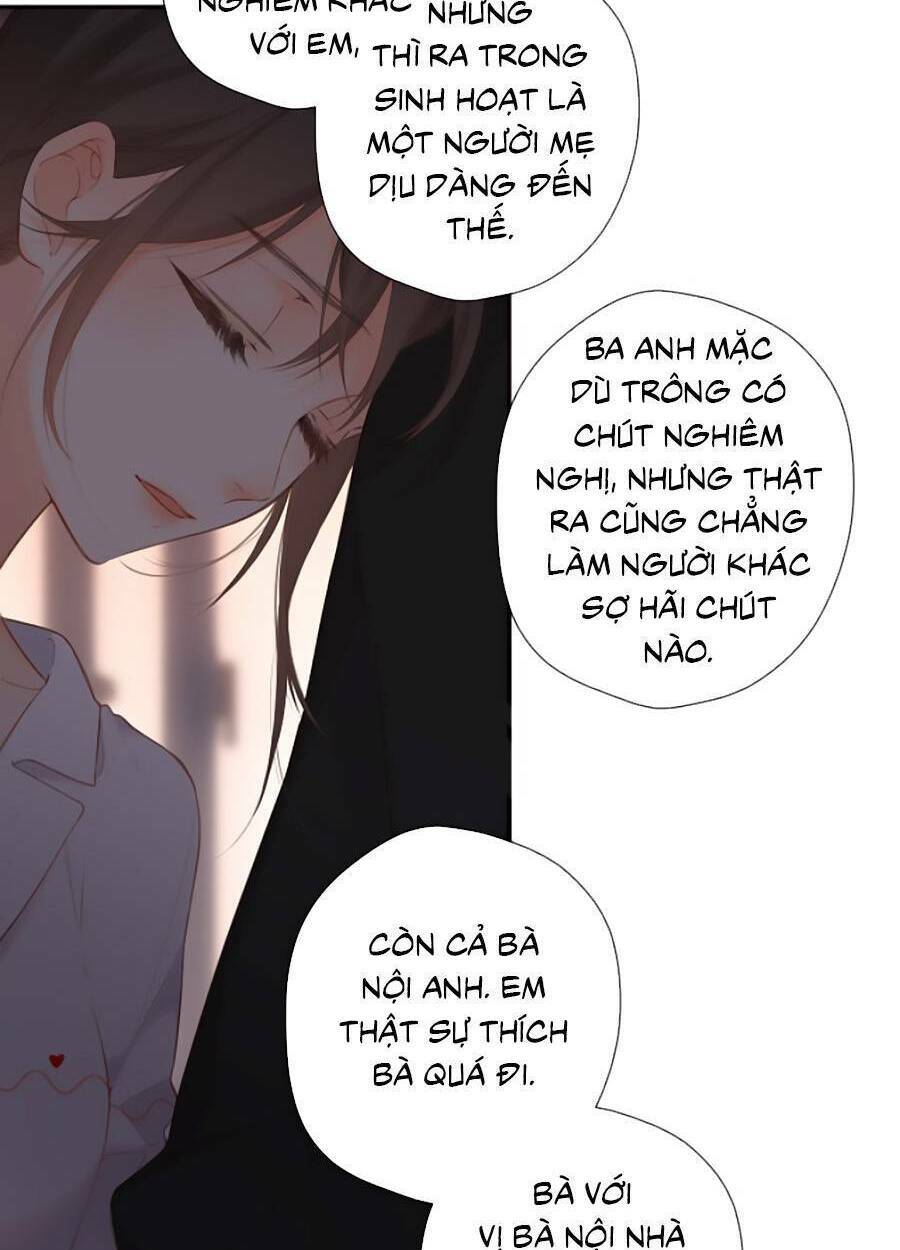 NGHIÊM KHẮC
VỚI EM,
NHƯNG
THÌ RA TRONG
SINH HOẠT LÀ
MỘT NGƯỜI MẸ
DỊU DÀNG ĐẾN
THẾ.
BA ANH MẶC
DÙ TRÔNG CÓ
CHÚT NGHIÊM
NGHỊ, NHƯNG THẬT
RA CŨNG CHẲNG
LÀM NGƯỜI KHÁC
SỢ HÃI CHÚT
NÀO.
CÒN CẢ BÀ
NỘI ANH. EM
THẬT SỰ THÍCH
BÀ QUÁ ĐI.
BÀ VỚI
VỊ BÀ NỘI NHÀ